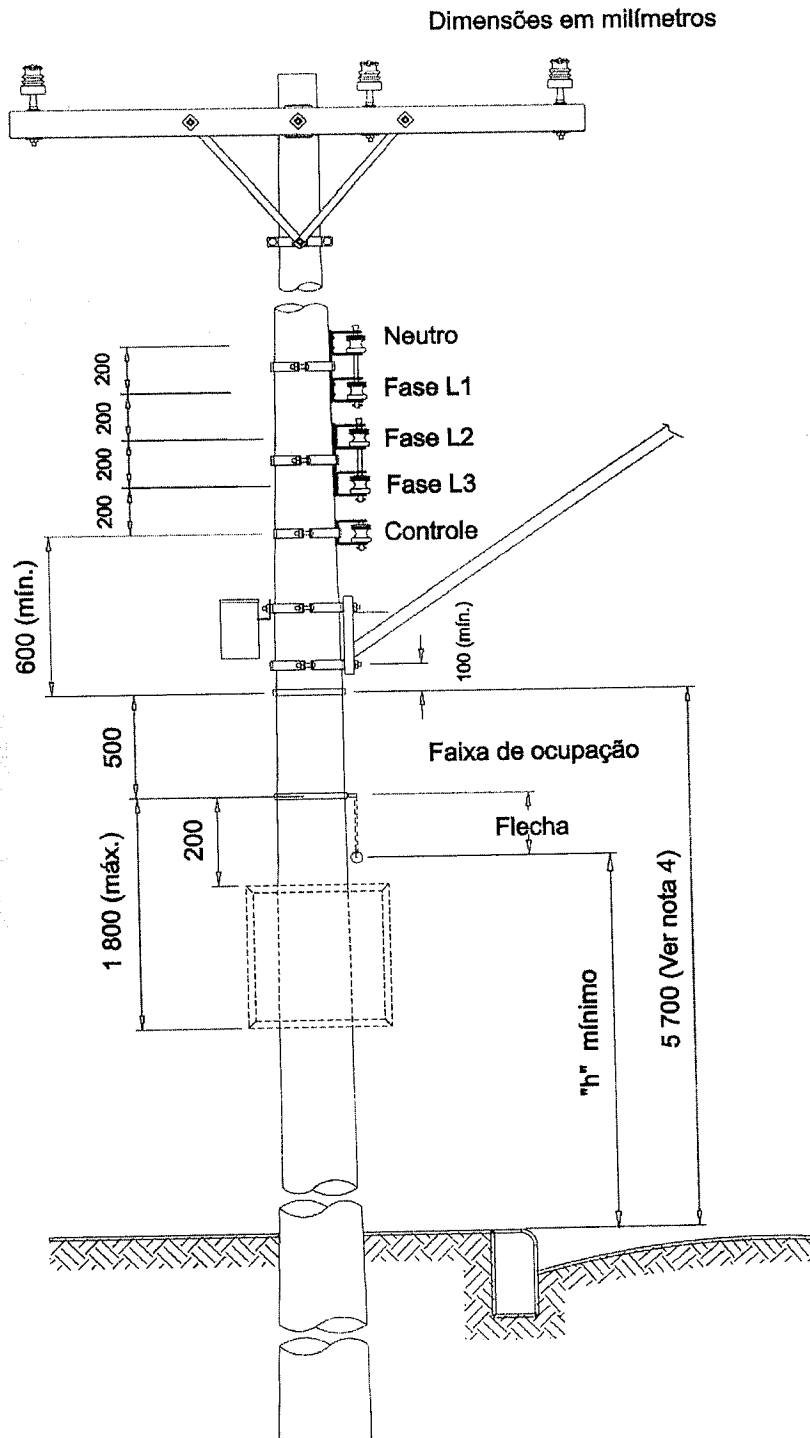 Dimensões em milímetros
Neutro
200
Fase L1
200
Fase L2
200
Fase L3
200
Controle
600 (mín.)
100 (mín.)
500
Faixa de ocupação
200
Flecha
1 800 (máx.)
5 700 (Ver nota 4)
"h" mínimo